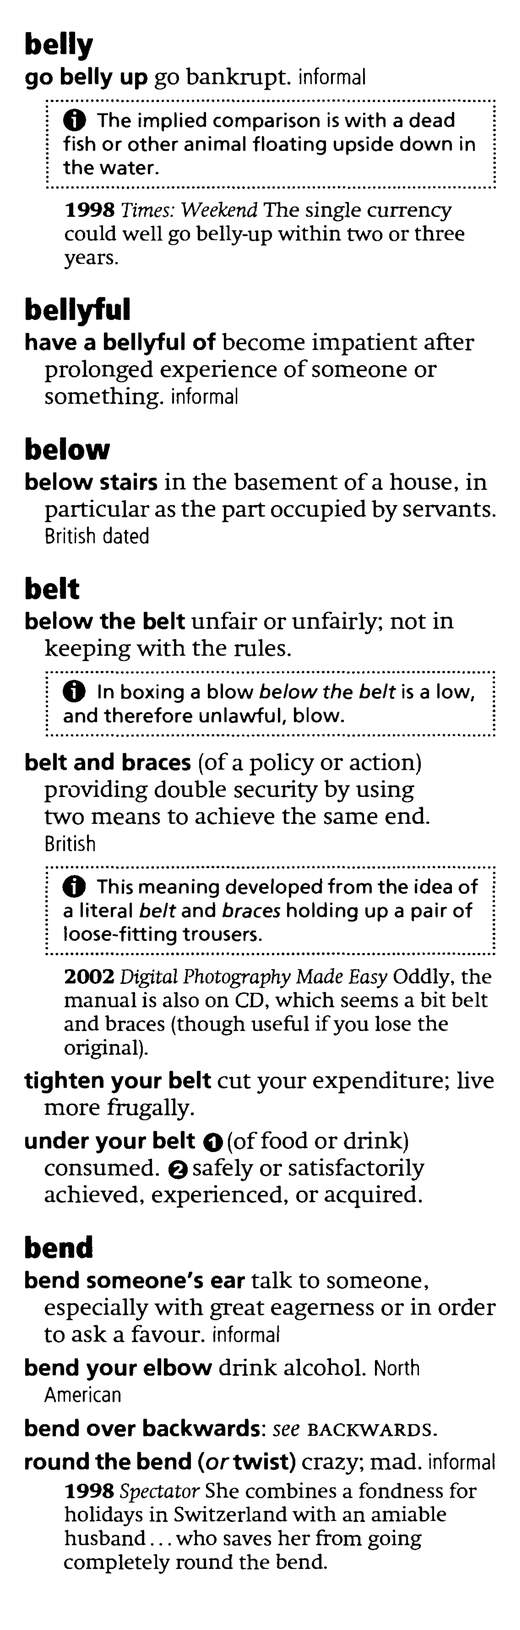 belly
go belly up go bankrupt. informal
ⓘ The implied comparison is with a dead
fish or other animal floating upside down in
the water.
1998 Times: Weekend The single currency
could well go belly-up within two or three
years.
bellyful
have a bellyful of become impatient after
prolonged experience of someone or
something. informal
below
below stairs in the basement of a house, in
particular as the part occupied by servants.
British dated
belt
below the belt unfair or unfairly; not in
keeping with the rules.
ⓘ In boxing a blow below the belt is a low,
and therefore unlawful, blow.
belt and braces (of a policy or action)
providing double security by using
two means to achieve the same end.
British
ⓘ This meaning developed from the idea of
a literal belt and braces holding up a pair of
loose-fitting trousers.
2002 Digital Photography Made Easy Oddly, the
manual is also on CD, which seems a bit belt
and braces (though useful if you lose the
original).
tighten your belt cut your expenditure; live
more frugally.
under your belt ❶ (of food or drink)
consumed. ❷ safely or satisfactorily
achieved, experienced, or acquired.
bend
bend someone's ear talk to someone,
especially with great eagerness or in order
to ask a favour. informal
bend your elbow drink alcohol. North
American
bend over backwards: see BACKWARDS.
round the bend (or twist) crazy; mad. informal
1998 Spectator She combines a fondness for
holidays in Switzerland with an amiable
husband... who saves her from going
completely round the bend.